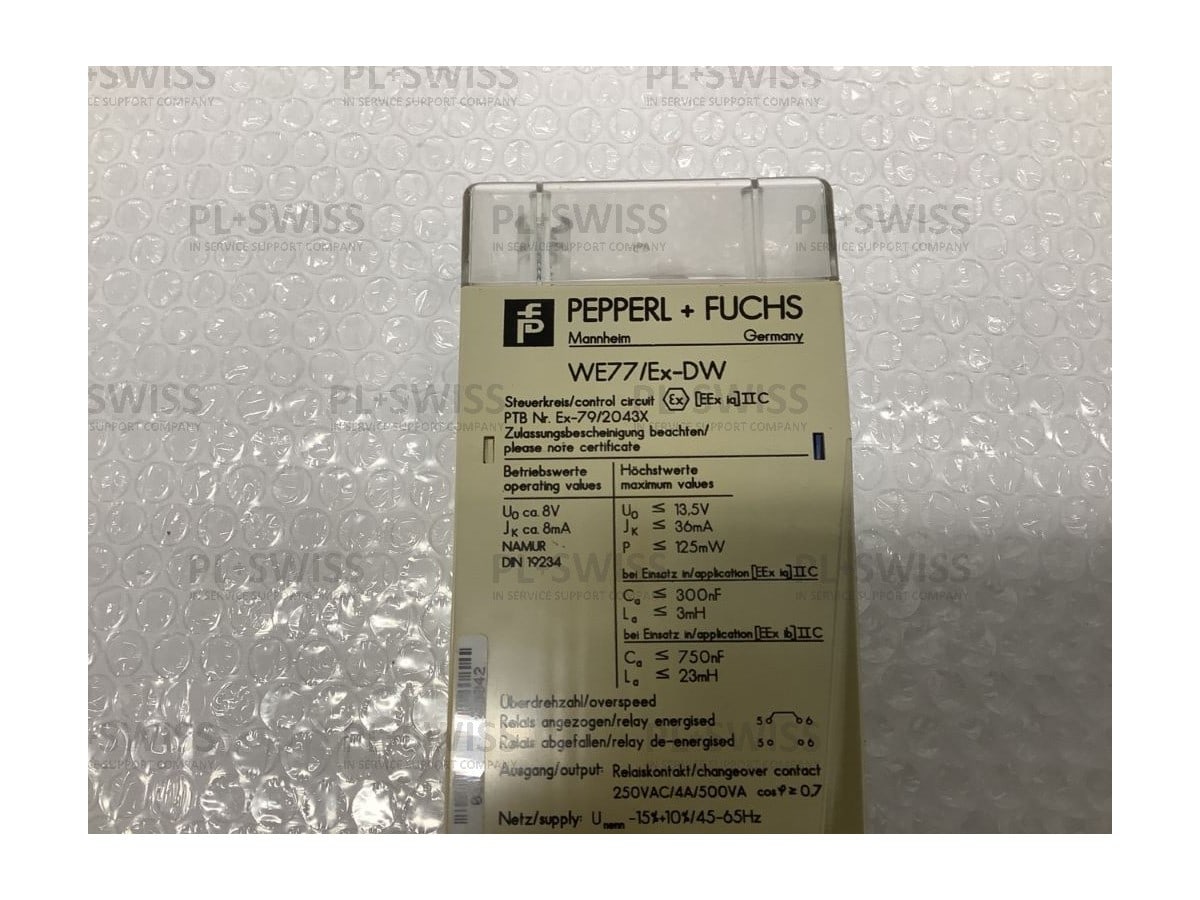 PL+SWISS
IN SERVICE SUPPORT COMPANY
PEPPERL + FUCHS
Mannheim Germany
WE77/Ex-DW
Steuerkreis/control circuit Ex [EEx ia] II C
PTB Nr. Ex-79/2043X
Zulassungsbescheinigung beachten/
please note certificate
Betriebswerte
operating values
U₀ ca. 8V
Jₖ ca. 8mA
NAMUR
DIN 19234
Höchstwerte
maximum values
U₀ ≤ 13,5V
Jₖ ≤ 36mA
P ≤ 125mW
bei Einsatz in/application [EEx ia] II C
Cₐ ≤ 300nF
Lₐ ≤ 3mH
bei Einsatz in/application [EEx ib] II C
Cₐ ≤ 750nF
Lₐ ≤ 23mH
Überdrehzahl/overspeed
Relais angezogen/relay energised 5 6
Relais abgefallen/relay de-energised 5 6
Ausgang/output: Relaiskontakt/changeover contact
250VAC/4A/500VA cos φ ≥ 0,7
Netz/supply: Uₙₑₙₙ -15%+10%/45-65Hz